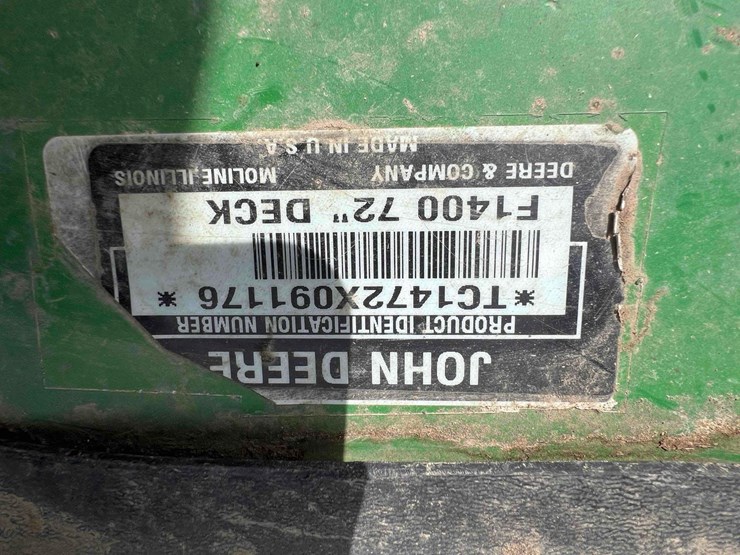 JOHN DEERE
PRODUCT IDENTIFICATION NUMBER
*TC1472X091176*
F1400 72" DECK
DEERE & COMPANY MOLINE, ILLINOIS
MADE IN U.S.A.